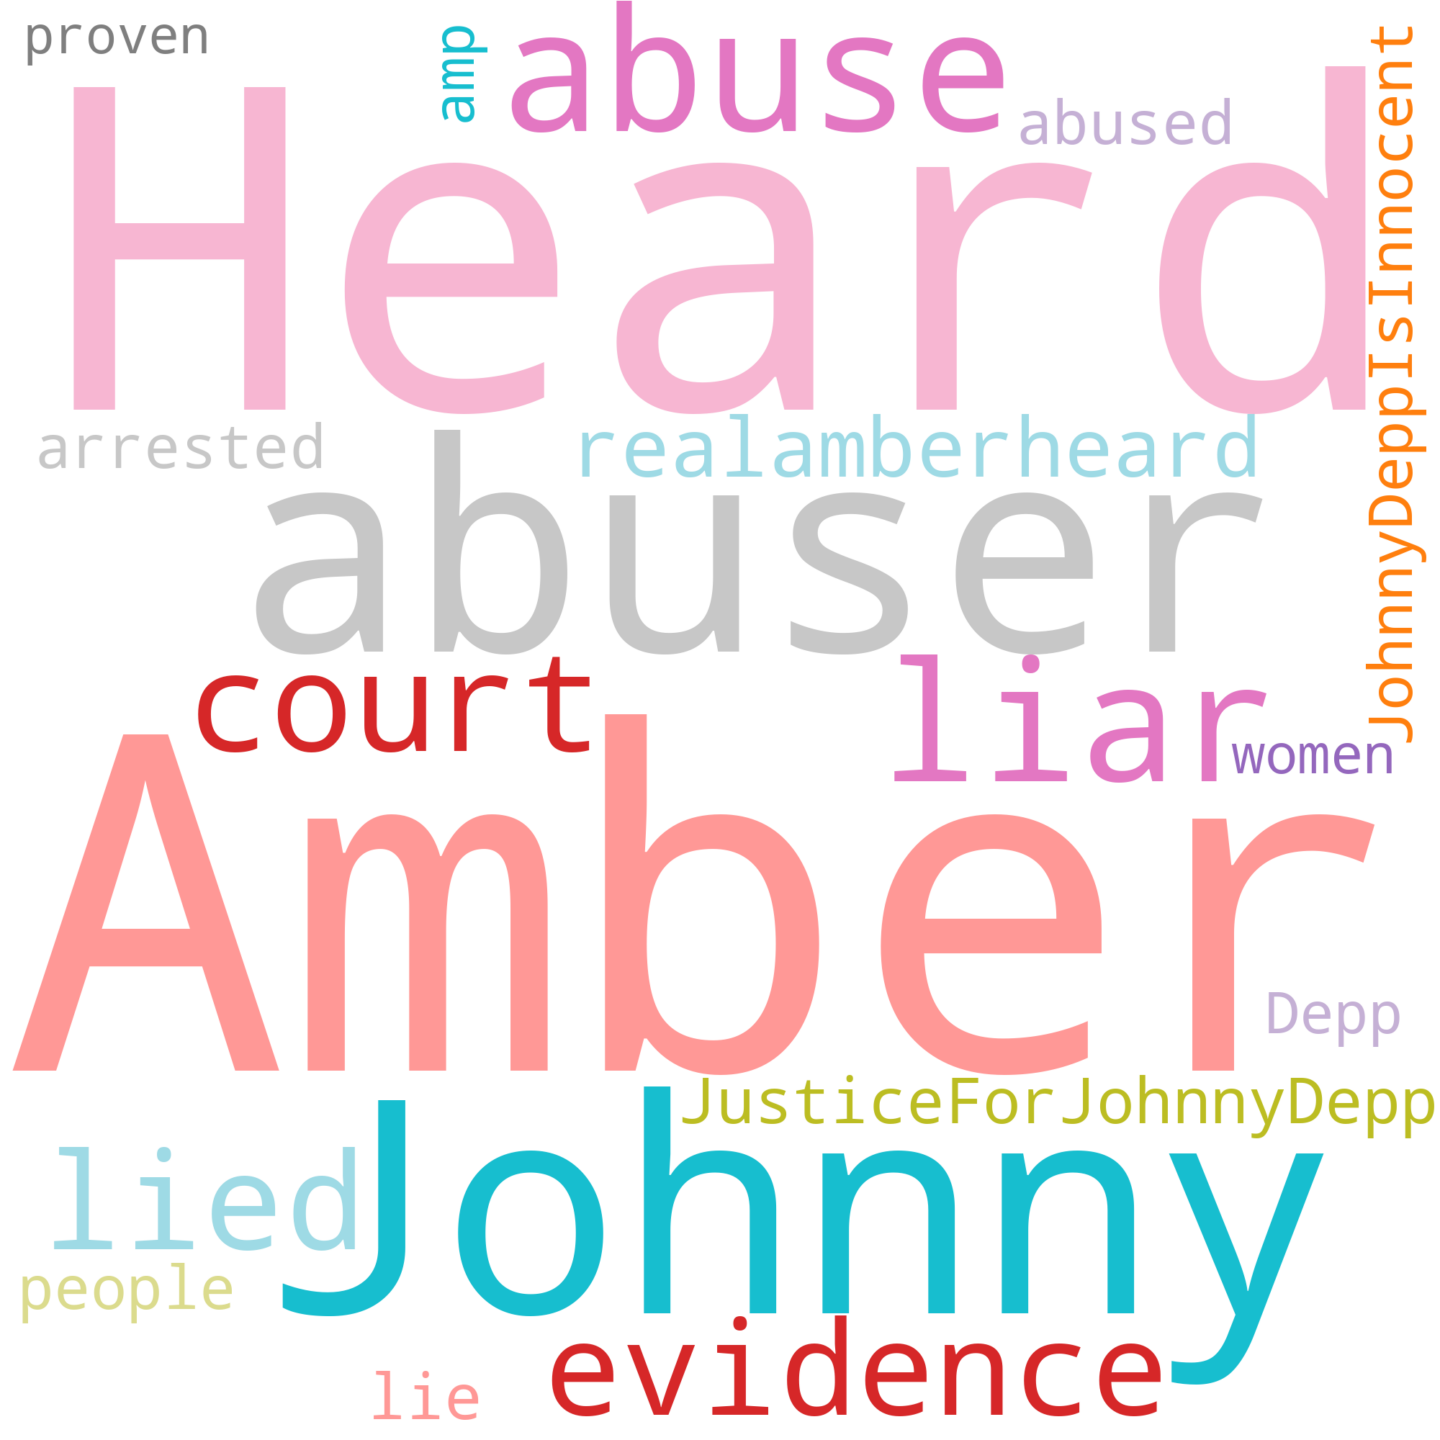 proven
amp
abuse
abused
Heard
JohnnyDeppIsInnocent
arrested
realamberheard
abuser
court
liar
women
Amber
Depp
JusticeForJohnnyDepp
lied
Johnny
people
evidence
lie